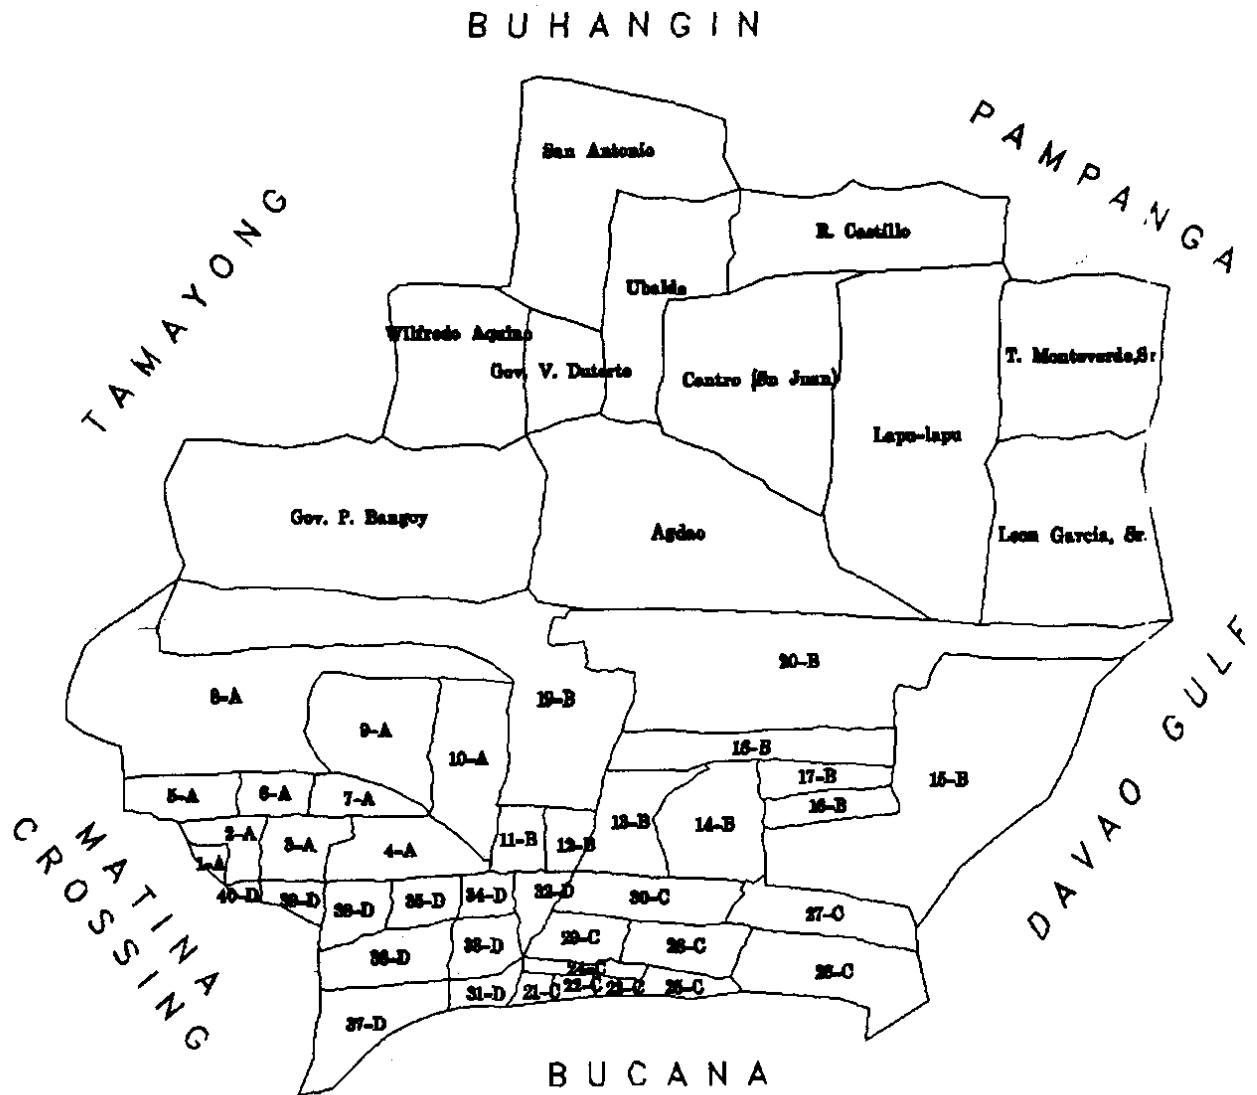 BUHANGIN
PAMPANGA
San Antonio
TAMAYONG
R. Castillo
Ubalde
Wilfredo Aquino
Gov. V. Duterte
Centro (Sn Juan)
T. Monteverde,Sr
Lapu-lapu
Gov. P. Bangoy
Agdao
Leon Garcia, Sr.
DAVAO GULF
20-B
8-A
19-B
9-A
10-A
18-B
17-B
15-B
5-A
6-A
7-A
16-B
13-B
14-B
2-A
3-A
4-A
11-B
12-B
1-A
MATINA
CROSSING
40-D
39-D
38-D
35-D
34-D
32-D
30-C
27-C
36-D
33-D
29-C
28-C
26-C
24-C
31-D
21-C
22-C
23-C
25-C
37-D
BUCANA